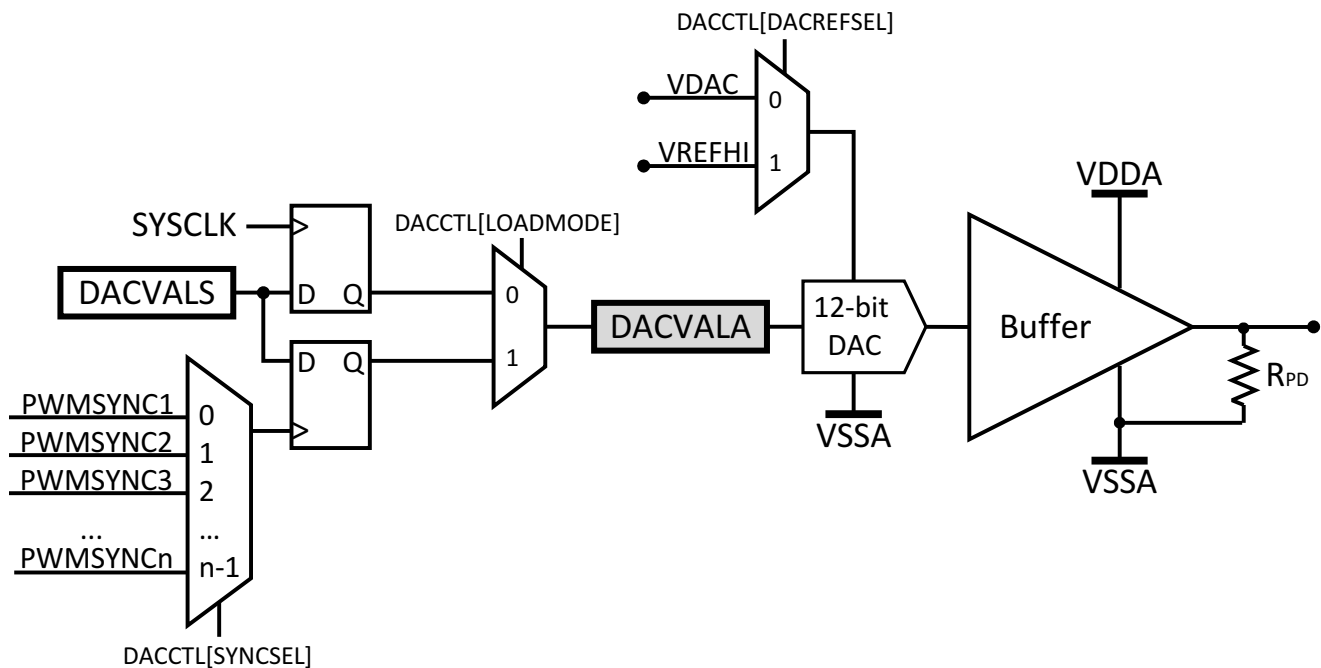 DACCTL[DACREFSEL]
VDAC
0
VREFHI
1
VDDA
SYSCLK
DACCTL[LOADMODE]
DACVALS
D Q
0
DACVALA
12-bit
DAC
Buffer
D Q
1
RPD
PWMSYNC1
0
VSSA
PWMSYNC2
1
VSSA
PWMSYNC3
2
...
...
PWMSYNCn
n-1
DACCTL[SYNCSEL]